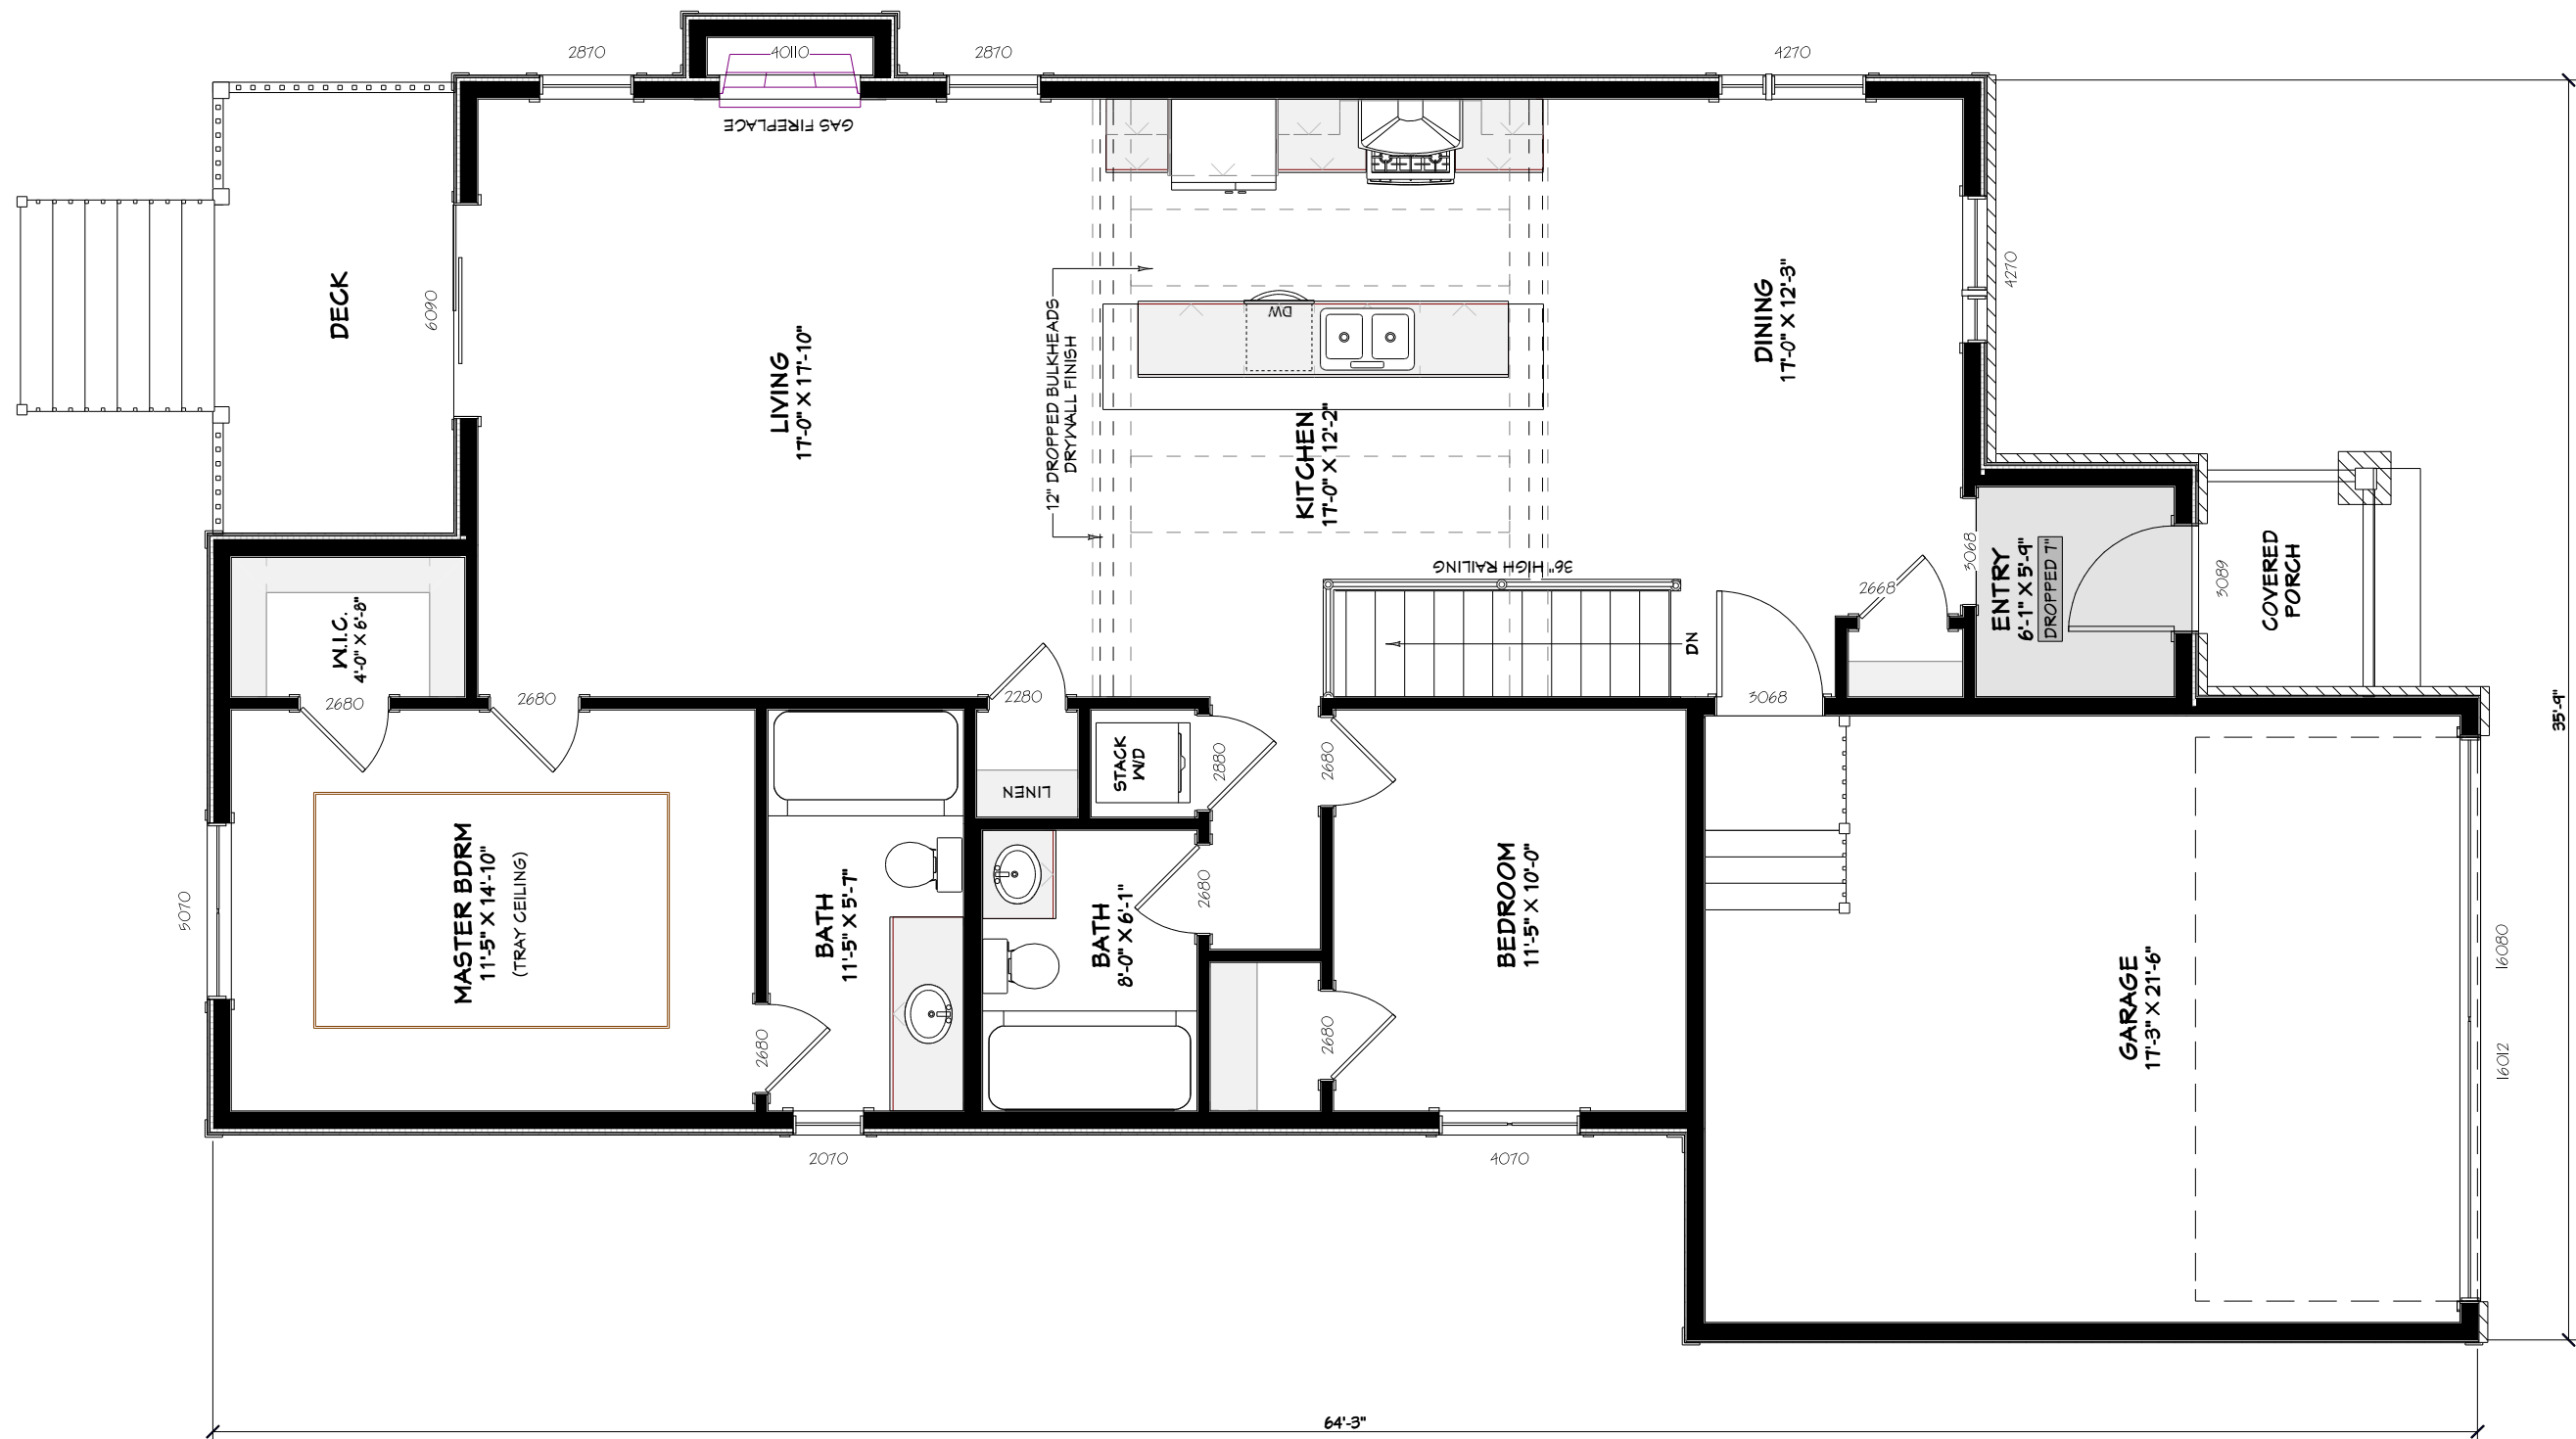 2870
40110
2870
4270
GAS FIREPLACE
DECK
6090
LIVING
17'-0" X 17'-10"
12" DROPPED BULKHEADS
DRYWALL FINISH
DW
KITCHEN
17'-0" X 12'-2"
DINING
17'-0" X 12'-3"
4270
36" HIGH RAILING
DN
2668
3068
ENTRY
6'-1" X 5'-9"
DROPPED 7"
3089
COVERED
PORCH
W.I.C.
4'-0" X 6'-8"
2680
2680
2280
3068
LINEN
STACK
W/D
2880
2680
MASTER BDRM
11'-5" X 14'-10"
(TRAY CEILING)
5070
BATH
11'-5" X 5'-7"
2680
BATH
8'-0" X 6'-1"
2680
BEDROOM
11'-5" X 10'-0"
2680
GARAGE
17'-3" X 21'-6"
16080
16012
35'-9"
2070
4070
64'-3"